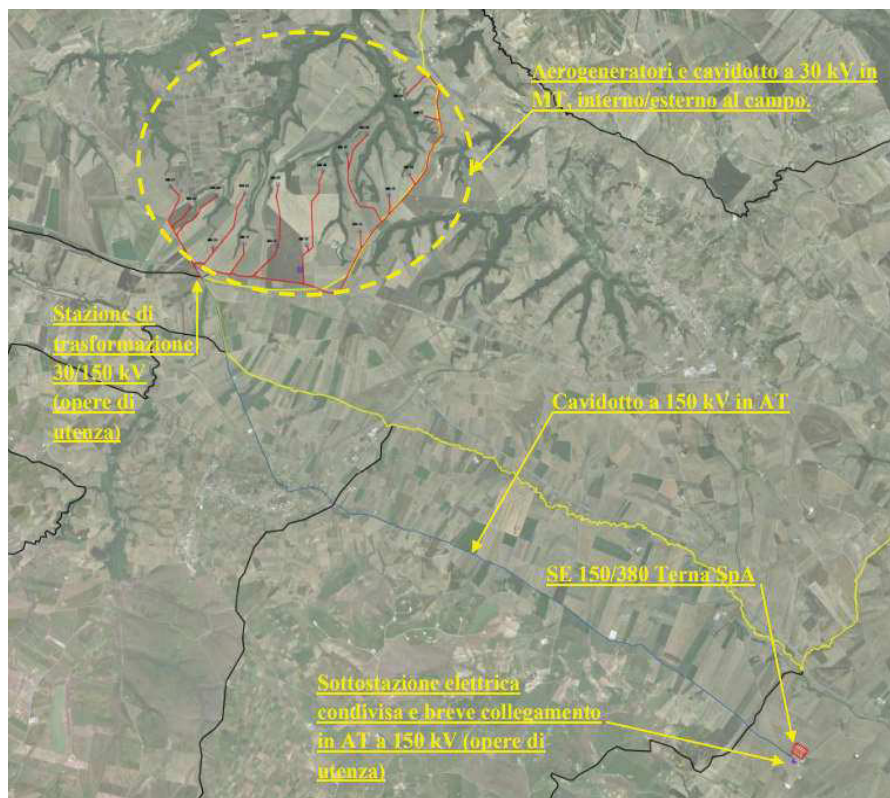 Aerogeneratori e cavidotto a 30 kV in
MT, interno/esterno al campo.
Stazione di
trasformazione
30/150 kV
(opere di
utenza)
Cavidotto a 150 kV in AT
SE 150/380 Terna SpA
Sottostazione elettrica
condivisa e breve collegamento
in AT a 150 kV (opere di
utenza)